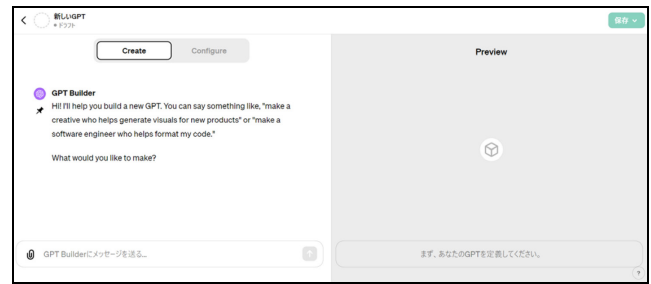 新しいGPT
ドラフト
保存
Create
Configure
Preview
GPT Builder
Hi! I'll help you build a new GPT. You can say something like, "make a
creative who helps generate visuals for new products" or "make a
software engineer who helps format my code."
What would you like to make?
GPT Builderにメッセージを送る...
まず、あなたのGPTを定義してください。
?